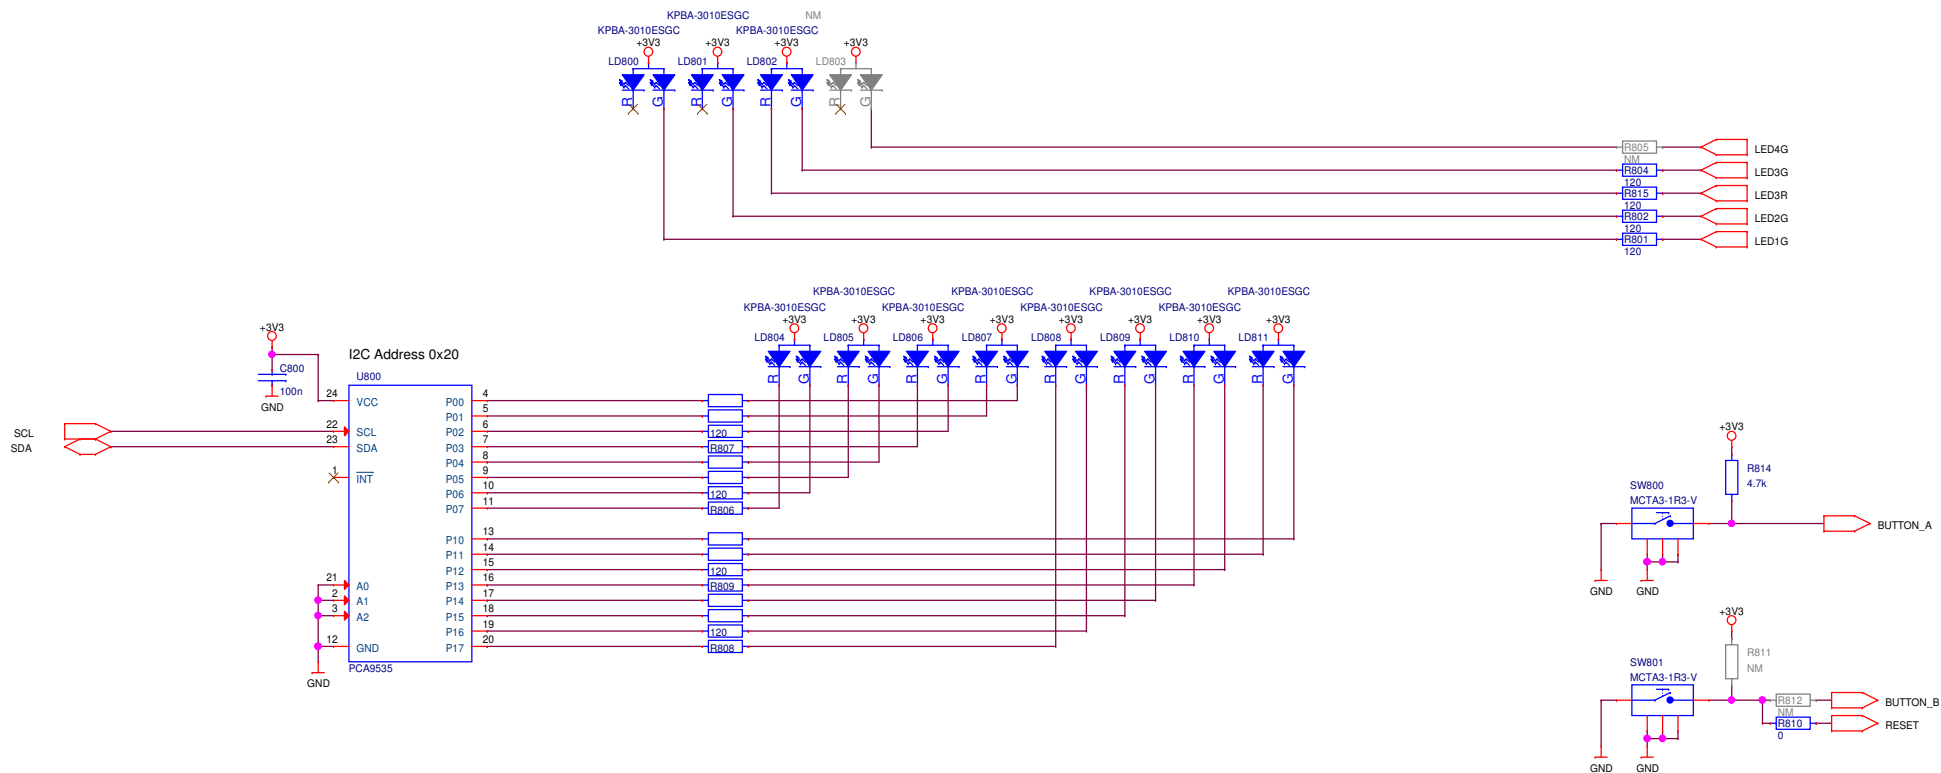 KPBA-3010ESGC NM
KPBA-3010ESGC KPBA-3010ESGC
+3V3 +3V3 +3V3 +3V3
LD800 LD801 LD802 LD803
R G R G R G R G
R805 LED4G
NM
R804 LED3G
120
R815 LED3R
120
R802 LED2G
120
R801 LED1G
120
KPBA-3010ESGC KPBA-3010ESGC KPBA-3010ESGC KPBA-3010ESGC
KPBA-3010ESGC KPBA-3010ESGC KPBA-3010ESGC KPBA-3010ESGC
+3V3 +3V3 +3V3 +3V3 +3V3 +3V3 +3V3 +3V3
LD804 LD805 LD806 LD807 LD808 LD809 LD810 LD811
R G R G R G R G R G R G R G R G
+3V3
C800
100n
GND
I2C Address 0x20
U800
24 VCC P00 4
P01 5
SCL 22 SCL P02 6 120
SDA 23 SDA P03 7 R807
1 INT P04 8
P05 9
P06 10 120
P07 11 R806
P10 13
P11 14
P12 15 120
21 A0 P13 16 R809
2 A1 P14 17
3 A2 P15 18
P16 19 120
12 GND P17 20 R808
PCA9535
GND
+3V3
R814
4.7k
SW800
MCTA3-1R3-V
BUTTON_A
GND GND
+3V3
R811
NM
SW801
MCTA3-1R3-V
R812 BUTTON_B
NM
R810 RESET
0
GND GND